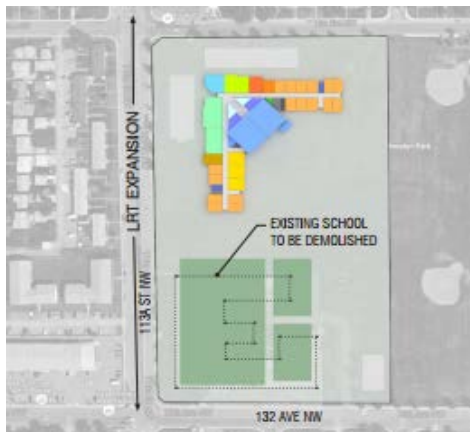 LRT EXPANSION
113A ST NW
EXISTING SCHOOL
TO BE DEMOLISHED
132 AVE NW